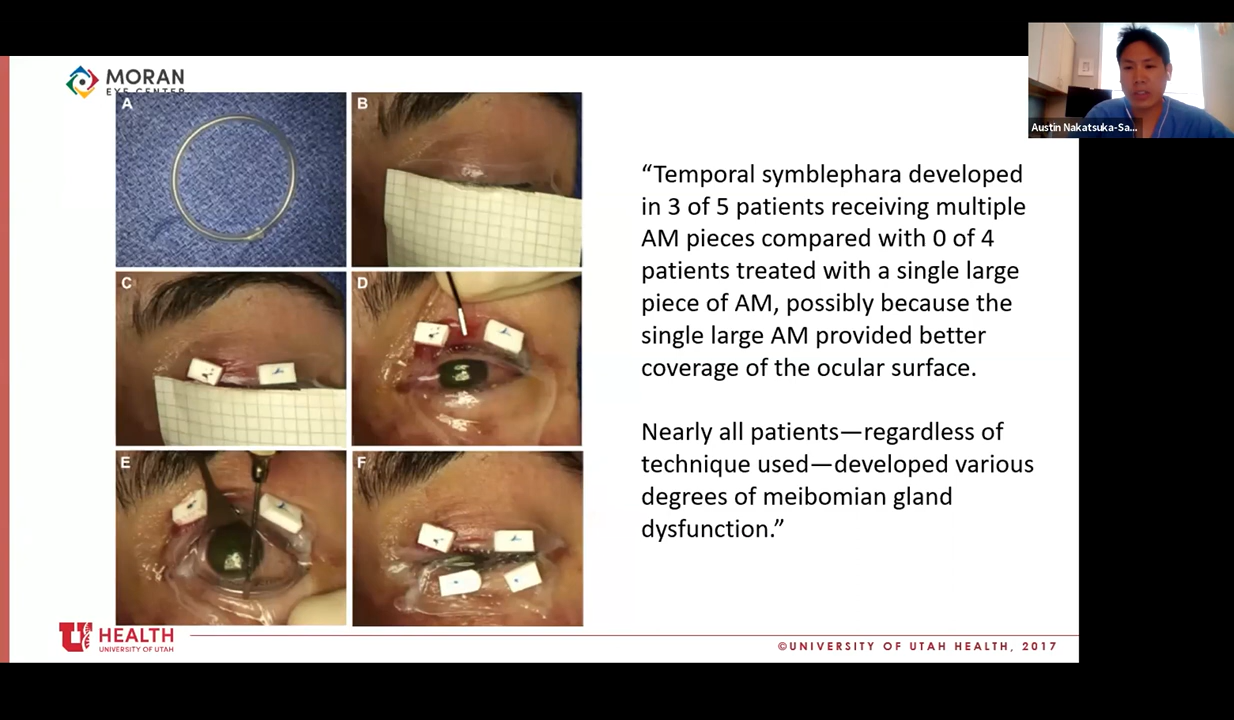 MORAN
EYE CENTER
A
B
C
D
E
F
“Temporal symblephara developed
in 3 of 5 patients receiving multiple
AM pieces compared with 0 of 4
patients treated with a single large
piece of AM, possibly because the
single large AM provided better
coverage of the ocular surface.
Nearly all patients—regardless of
technique used—developed various
degrees of meibomian gland
dysfunction.”
Austin Nakatsuka-Sa...
U HEALTH
UNIVERSITY OF UTAH
©UNIVERSITY OF UTAH HEALTH, 2017